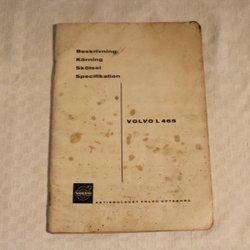 Beskrivning
Körning
Skötsel
Specifikation
VOLVO L 465
VOLVO
AKTIEBOLAGET VOLVO GÖTEBORG